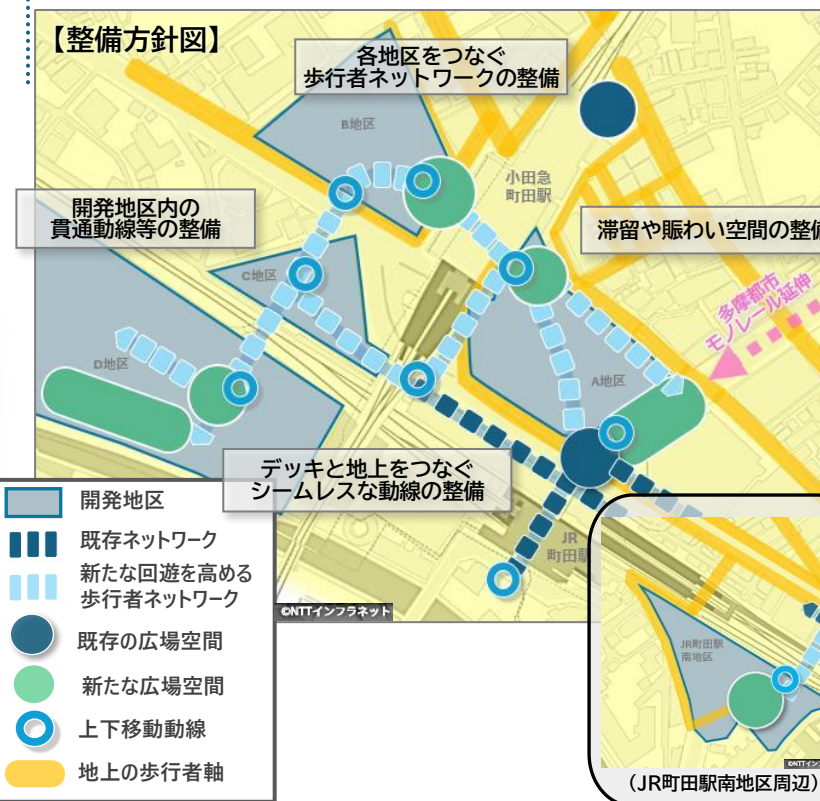 【整備方針図】
各地区をつなぐ
歩行者ネットワークの整備
B地区
小田急
町田駅
開発地区内の
貫通動線等の整備
滞留や賑わい空間の整備
C地区
多摩都市
モノレール延伸
D地区
A地区
デッキと地上をつなぐ
シームレスな動線の整備
JR
町田駅
©NTTインフラネット
開発地区
既存ネットワーク
新たな回遊を高める
歩行者ネットワーク
既存の広場空間
新たな広場空間
上下移動動線
地上の歩行者軸
JR町田駅
南地区
©NTTイン
（JR町田駅南地区周辺）